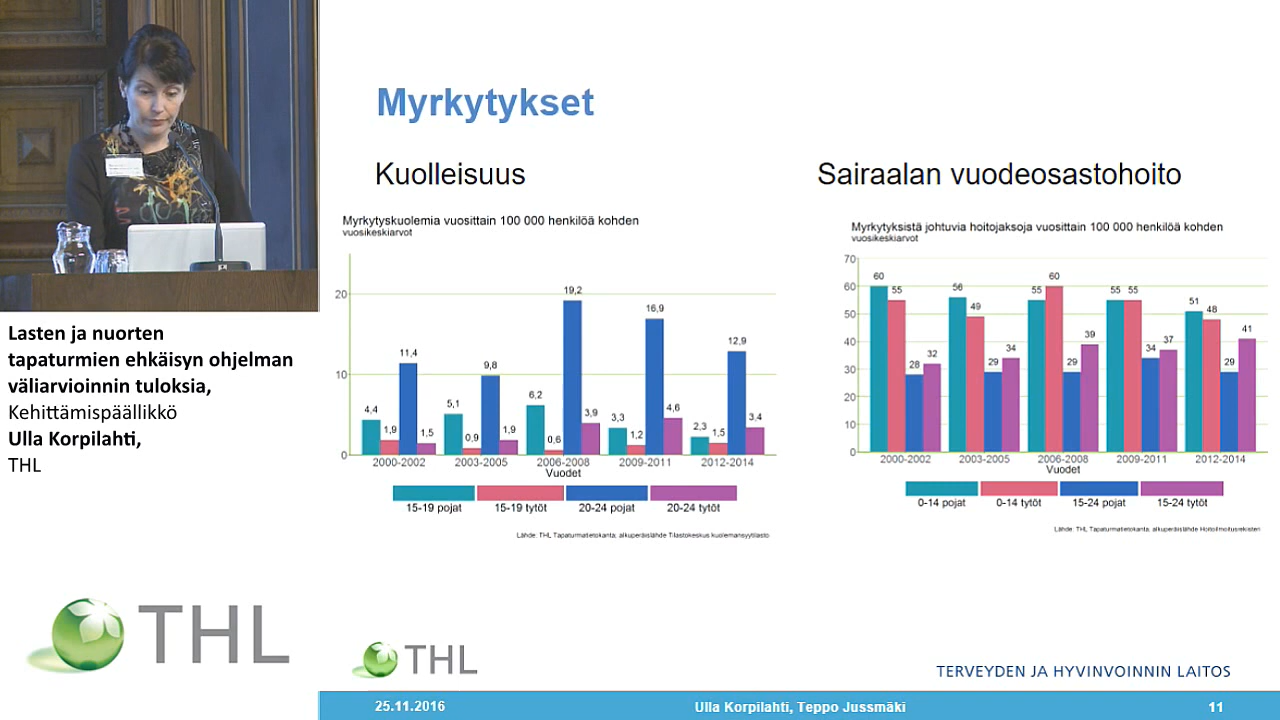 Myrkytykset
Kuolleisuus
Sairaalan vuodeosastohoito
Myrkytyskuolemia vuosittain 100 000 henkilöä kohden
vuosikeskiarvot
20
10
0
4,4
1,9
11,4
1,5
5,1
0,9
9,8
1,9
6,2
0,6
19,2
3,9
3,3
1,2
16,9
4,6
2,3
1,5
12,9
3,4
2000-2002 2003-2005 2006-2008 2009-2011 2012-2014
Vuodet
15-19 pojat 15-19 tytöt 20-24 pojat 20-24 tytöt
Lähde: THL Tapaturmatietokanta; alkuperäislähde Tilastokeskus kuolemansyytilasto
Myrkytyksistä johtuvia hoitojaksoja vuosittain 100 000 henkilöä kohden
vuosikeskiarvot
70
60
50
40
30
20
10
0
60
55
28
32
56
49
29
34
55
60
29
39
55
55
34
37
51
48
29
41
2000-2002 2003-2005 2006-2008 2009-2011 2012-2014
Vuodet
0-14 pojat 0-14 tytöt 15-24 pojat 15-24 tytöt
Lähde: THL Tapaturmatietokanta; alkuperäislähde Hoitoilmoitusrekisteri
Lasten ja nuorten
tapaturmien ehkäisyn ohjelman
väliarvioinnin tuloksia,
Kehittämispäällikkö
Ulla Korpilahti,
THL
THL
THL
TERVEYDEN JA HYVINVOINNIN LAITOS
25.11.2016 Ulla Korpilahti, Teppo Jussmäki 11